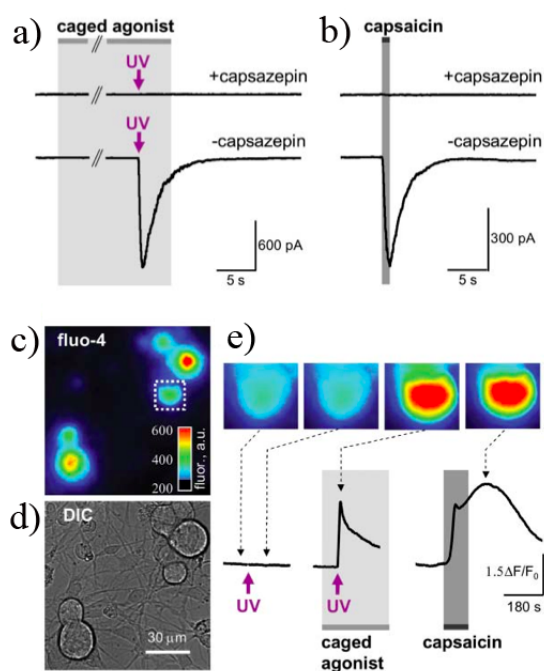 a)
caged agonist
UV
+capsazepin
UV
-capsazepin
600 pA
5 s
b)
capsaicin
+capsazepin
-capsazepin
300 pA
5 s
c)
fluo-4
600
400
200
fluor., a.u.
d)
DIC
30 μm
e)
UV
UV
caged
agonist
capsaicin
1.5ΔF/F0
180 s